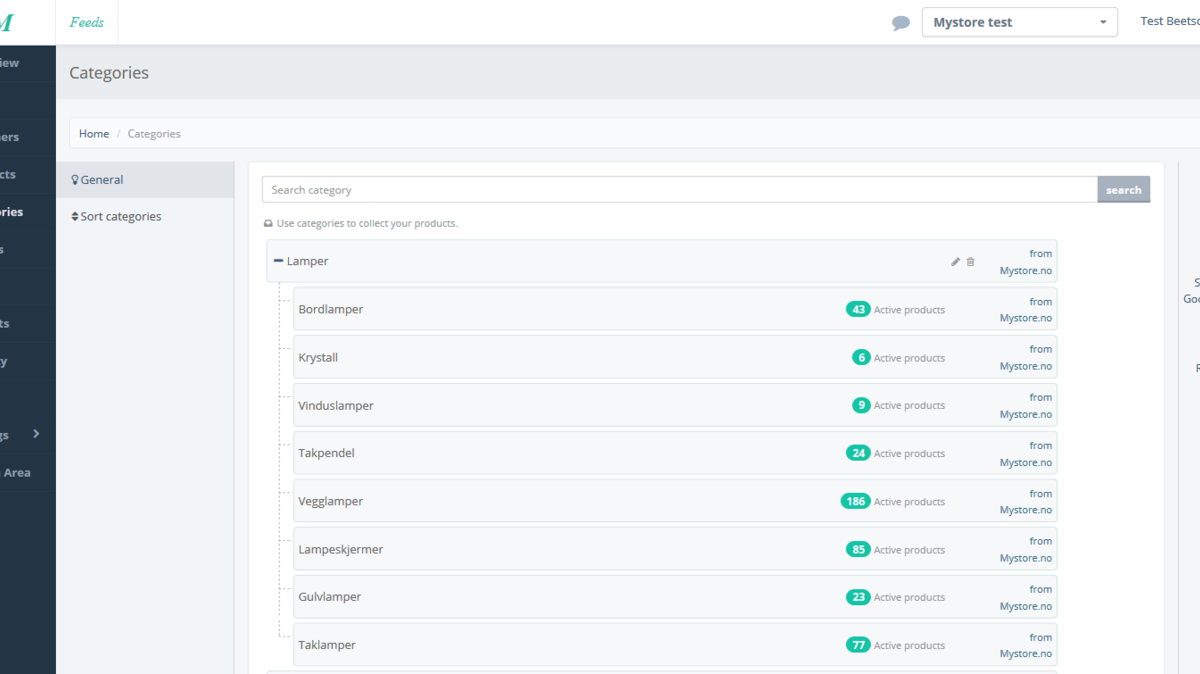 M
Feeds
Mystore test
Test Beetsc
iew
Categories
Home / Categories
ers
cts
ories
s
ts
y
gs
Area
General
Sort categories
Search category
search
Use categories to collect your products.
Lamper
from
Mystore.no
Bordlamper
43 Active products
from
Mystore.no
Krystall
6 Active products
from
Mystore.no
Vinduslamper
9 Active products
from
Mystore.no
Takpendel
24 Active products
from
Mystore.no
Vegglamper
186 Active products
from
Mystore.no
Lampeskjermer
85 Active products
from
Mystore.no
Gulvlamper
23 Active products
from
Mystore.no
Taklamper
77 Active products
from
Mystore.no
S
Goo
R